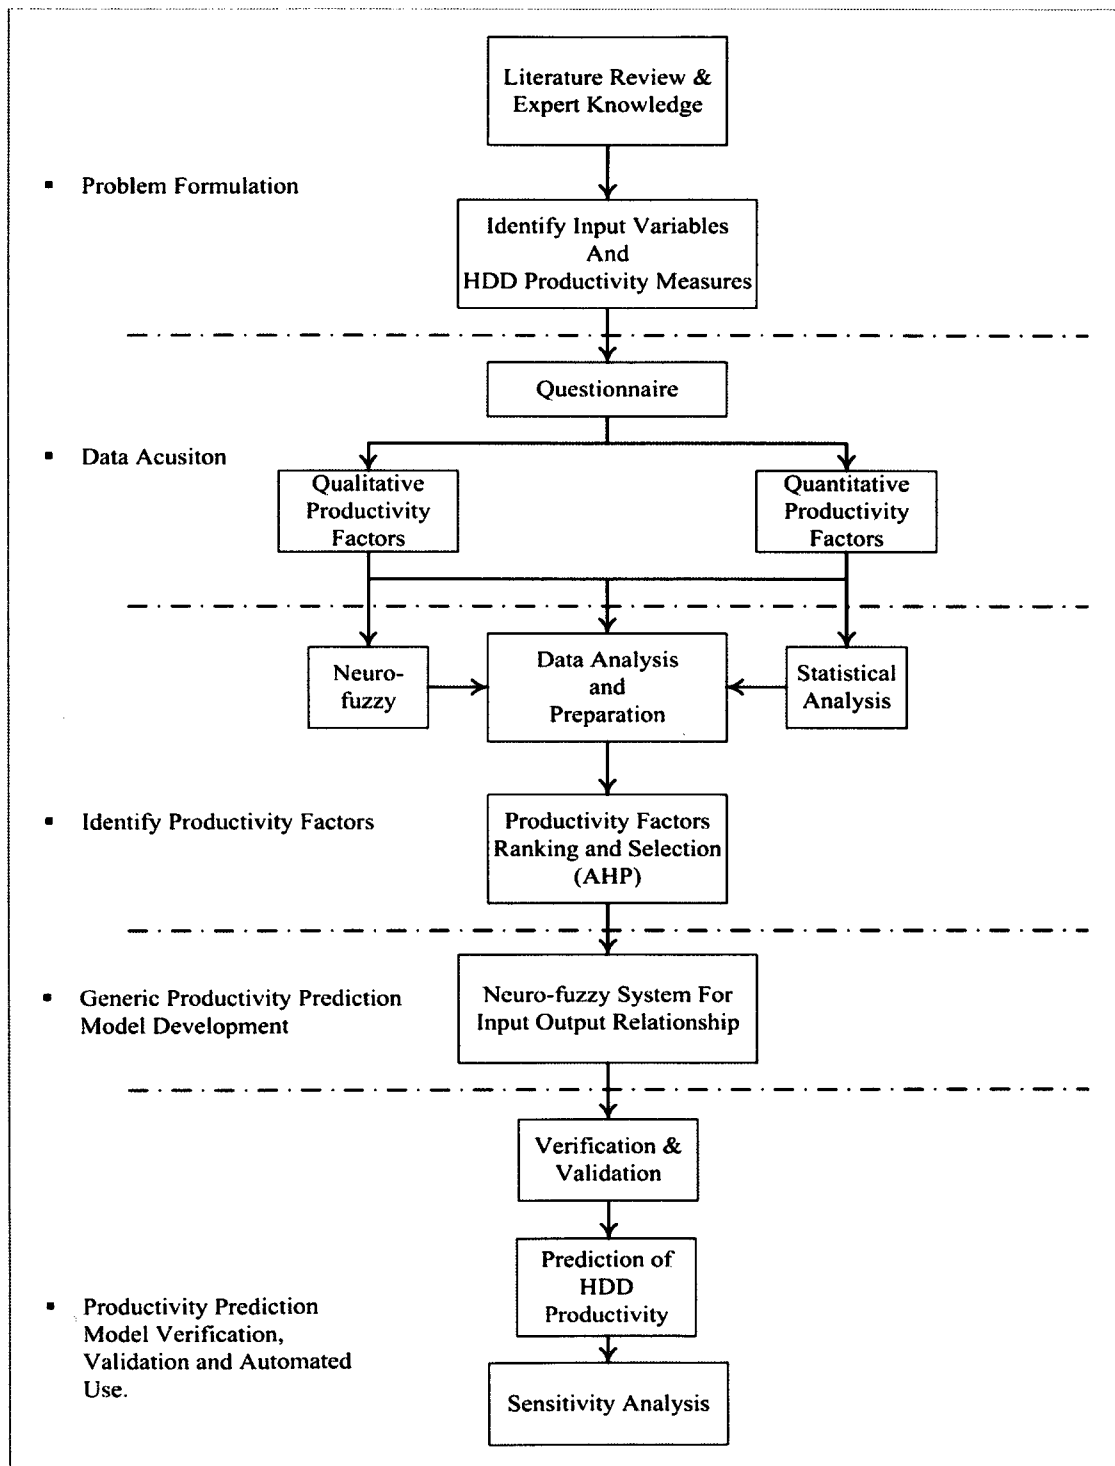 Literature Review &
Expert Knowledge
▪ Problem Formulation
Identify Input Variables
And
HDD Productivity Measures
Questionnaire
▪ Data Acusiton
Qualitative
Productivity
Factors
Quantitative
Productivity
Factors
Neuro-
fuzzy
Data Analysis
and
Preparation
Statistical
Analysis
▪ Identify Productivity Factors
Productivity Factors
Ranking and Selection
(AHP)
▪ Generic Productivity Prediction
Model Development
Neuro-fuzzy System For
Input Output Relationship
Verification &
Validation
Prediction of
HDD
Productivity
▪ Productivity Prediction
Model Verification,
Validation and Automated
Use.
Sensitivity Analysis